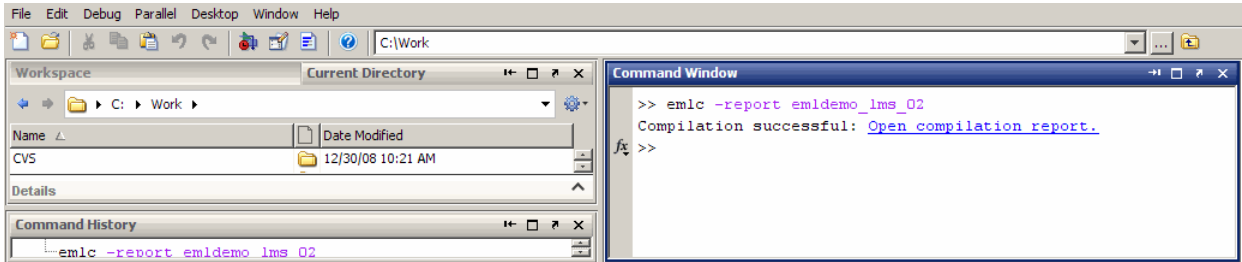 File Edit Debug Parallel Desktop Window Help
C:\Work
Workspace Current Directory
C: Work
Name Date Modified
CVS 12/30/08 10:21 AM
Details
Command History
emlc -report emldemo_lms_02
Command Window
>> emlc -report emldemo_lms_02
Compilation successful: Open compilation report.
fx >>